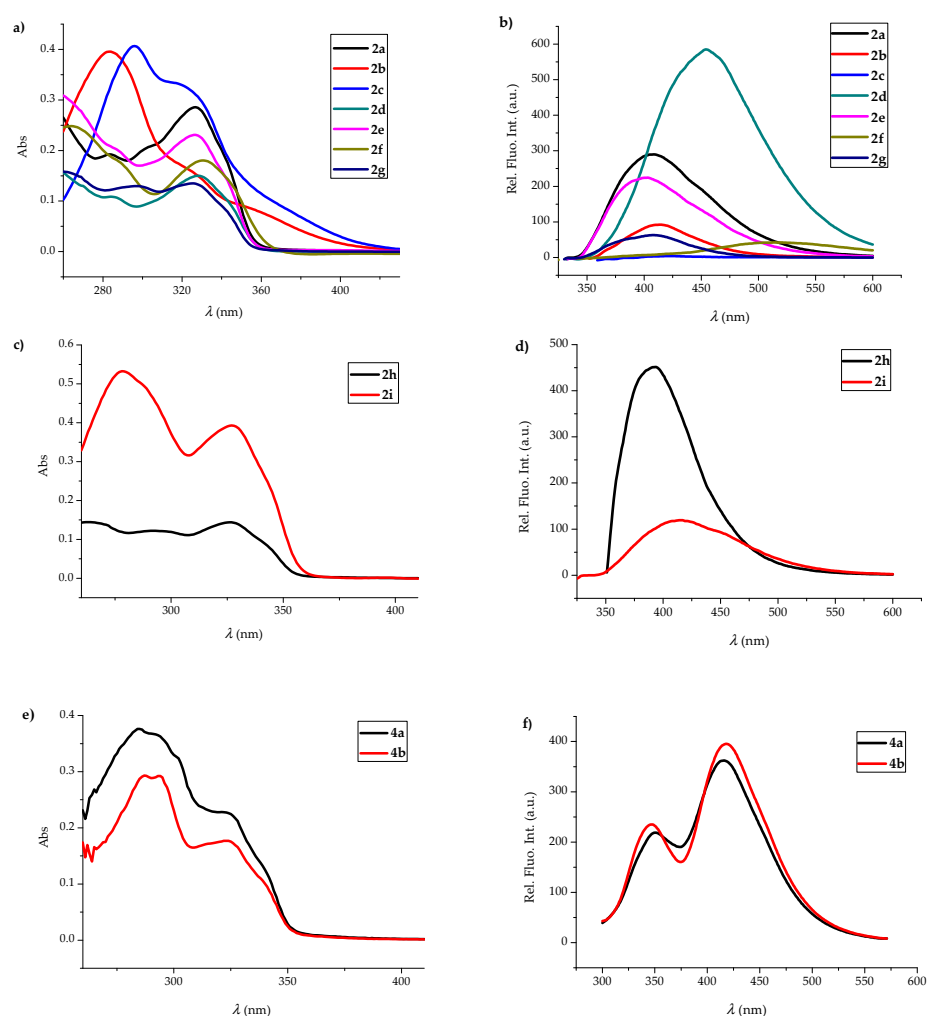 a)
0.4
0.3
0.2
0.1
0.0
Abs
280 320 360 400
λ (nm)
2a
2b
2c
2d
2e
2f
2g
b)
600
500
400
300
200
100
0
Rel. Fluo. Int. (a.u.)
350 400 450 500 550 600
λ (nm)
2a
2b
2c
2d
2e
2f
2g
c)
0.6
0.5
0.4
0.3
0.2
0.1
0.0
Abs
300 350 400
λ (nm)
2h
2i
d)
500
400
300
200
100
0
Rel. Fluo. Int. (a.u.)
350 400 450 500 550 600
λ (nm)
2h
2i
e)
0.4
0.3
0.2
0.1
0.0
Abs
300 350 400
λ (nm)
4a
4b
f)
400
300
200
100
0
Rel. Fluo. Int. (a.u.)
300 350 400 450 500 550 600
λ (nm)
4a
4b